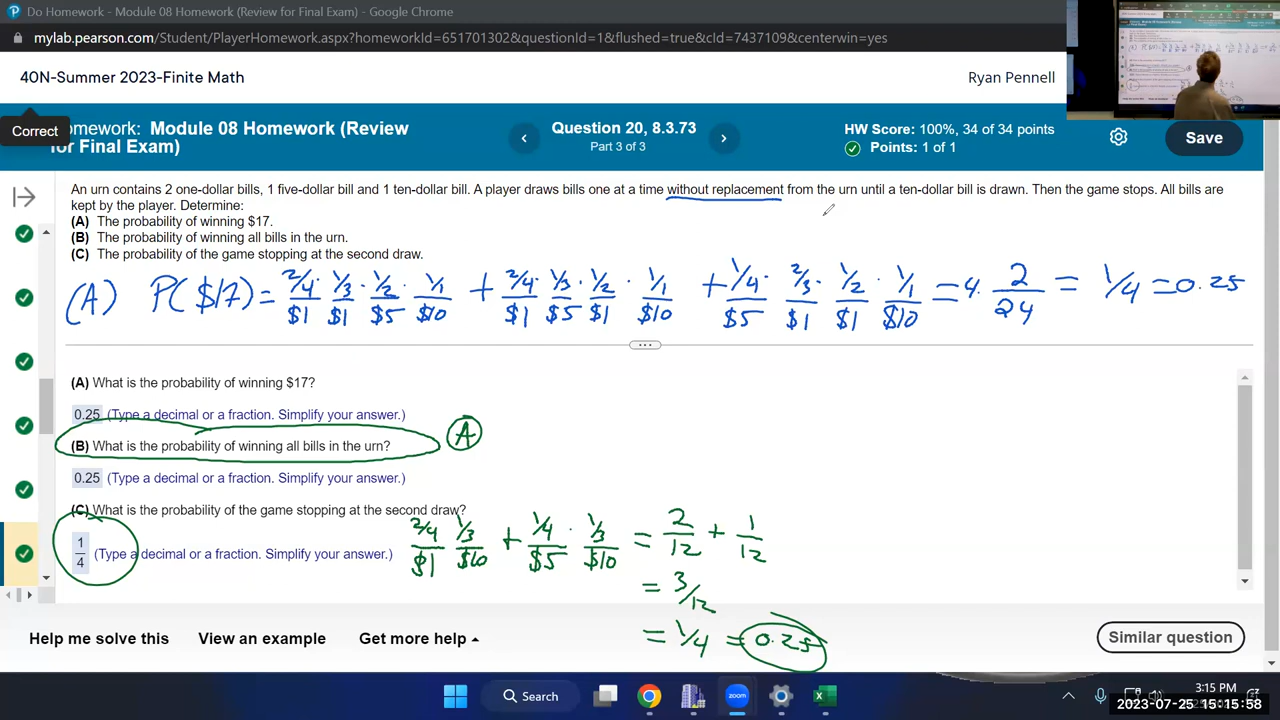 Do Homework - Module 08 Homework (Review for Final Exam) - Google Chrome
mylab.pearson.com/Student/PlayerHomework.aspx?homeworkId=
=1&flushed=true
7437198&centerwin=yes
40N-Summer 2023-Finite Math
Ryan Pennell
Correct
omework: Module 08 Homework (Review
for Final Exam)
Question 20, 8.3.73
Part 3 of 3
HW Score: 100%, 34 of 34 points
Points: 1 of 1
Save
An urn contains 2 one-dollar bills, 1 five-dollar bill and 1 ten-dollar bill. A player draws bills one at a time without replacement from the urn until a ten-dollar bill is drawn. Then the game stops. All bills are
kept by the player. Determine:
(A) The probability of winning $17.
(B) The probability of winning all bills in the urn.
(C) The probability of the game stopping at the second draw.
(A) P($17) = 2/4 · 1/3 · 1/2 · 1/1 + 2/4 · 1/3 · 1/2 · 1/1 + 1/4 · 2/3 · 1/2 · 1/1 = 4 · 2/24 = 1/4 = 0.25
$1 $1 $5 $10 $1 $5 $1 $10 $5 $1 $1 $10
(A) What is the probability of winning $17?
0.25 (Type a decimal or a fraction. Simplify your answer.)
(B) What is the probability of winning all bills in the urn? A
0.25 (Type a decimal or a fraction. Simplify your answer.)
(C) What is the probability of the game stopping at the second draw?
1/4 (Type a decimal or a fraction. Simplify your answer.)
2/4 1/3 + 1/4 · 1/3 = 2/12 + 1/12
$1 $10 $5 $10
= 3/12
= 1/4 = 0.25
Help me solve this
View an example
Get more help
Similar question
Search
3:15 PM
2023-07-25 15:15:58